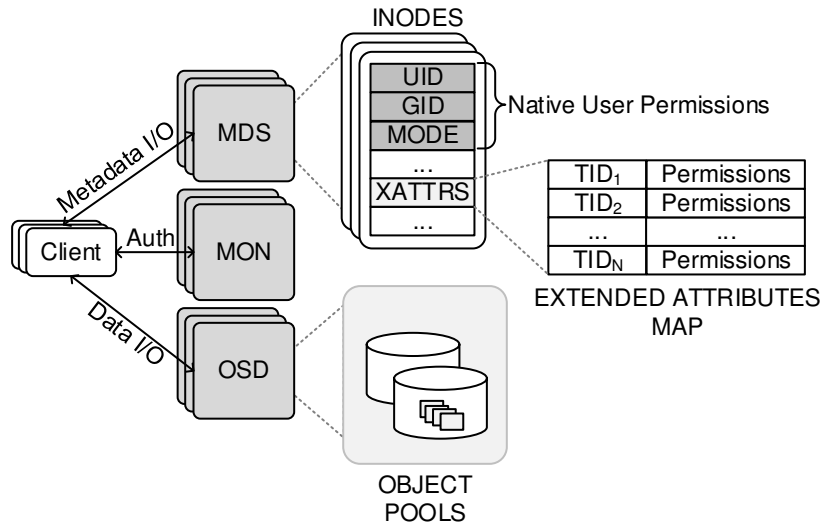 INODES
UID
GID
MODE
...
XATTRS
...
Native User Permissions
MDS
Metadata I/O
Client
Auth
MON
Data I/O
OSD
TID₁ Permissions
TID₂ Permissions
... ...
TIDₙ Permissions
EXTENDED ATTRIBUTES
MAP
OBJECT
POOLS